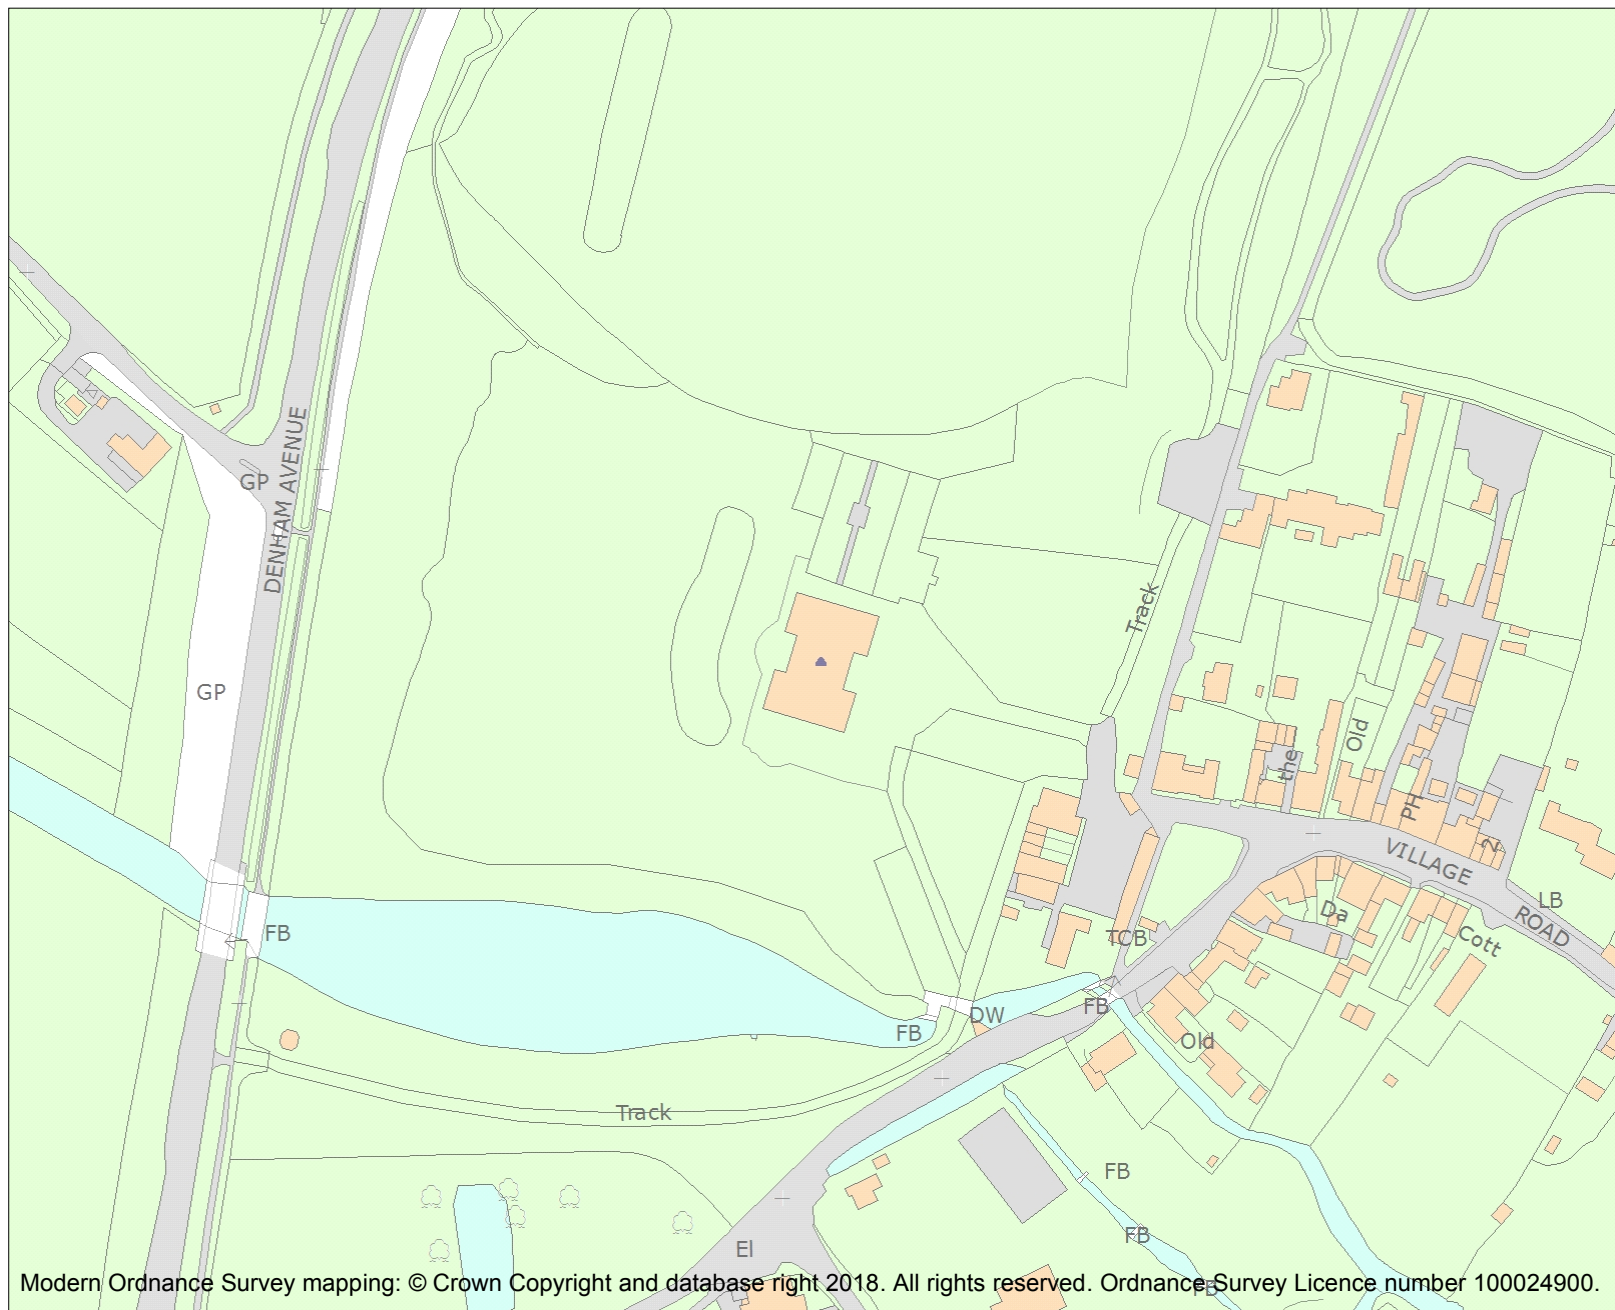 DENHAM AVENUE
GP
Track
GP
the
Old
PH
2
VILLAGE
LB
ROAD
Da
Cott
TCB
FB
FB
DW
FB
Old
Track
FB
FB
El
FB
Modern Ordnance Survey mapping: © Crown Copyright and database right 2018. All rights reserved. Ordnance Survey Licence number 100024900.